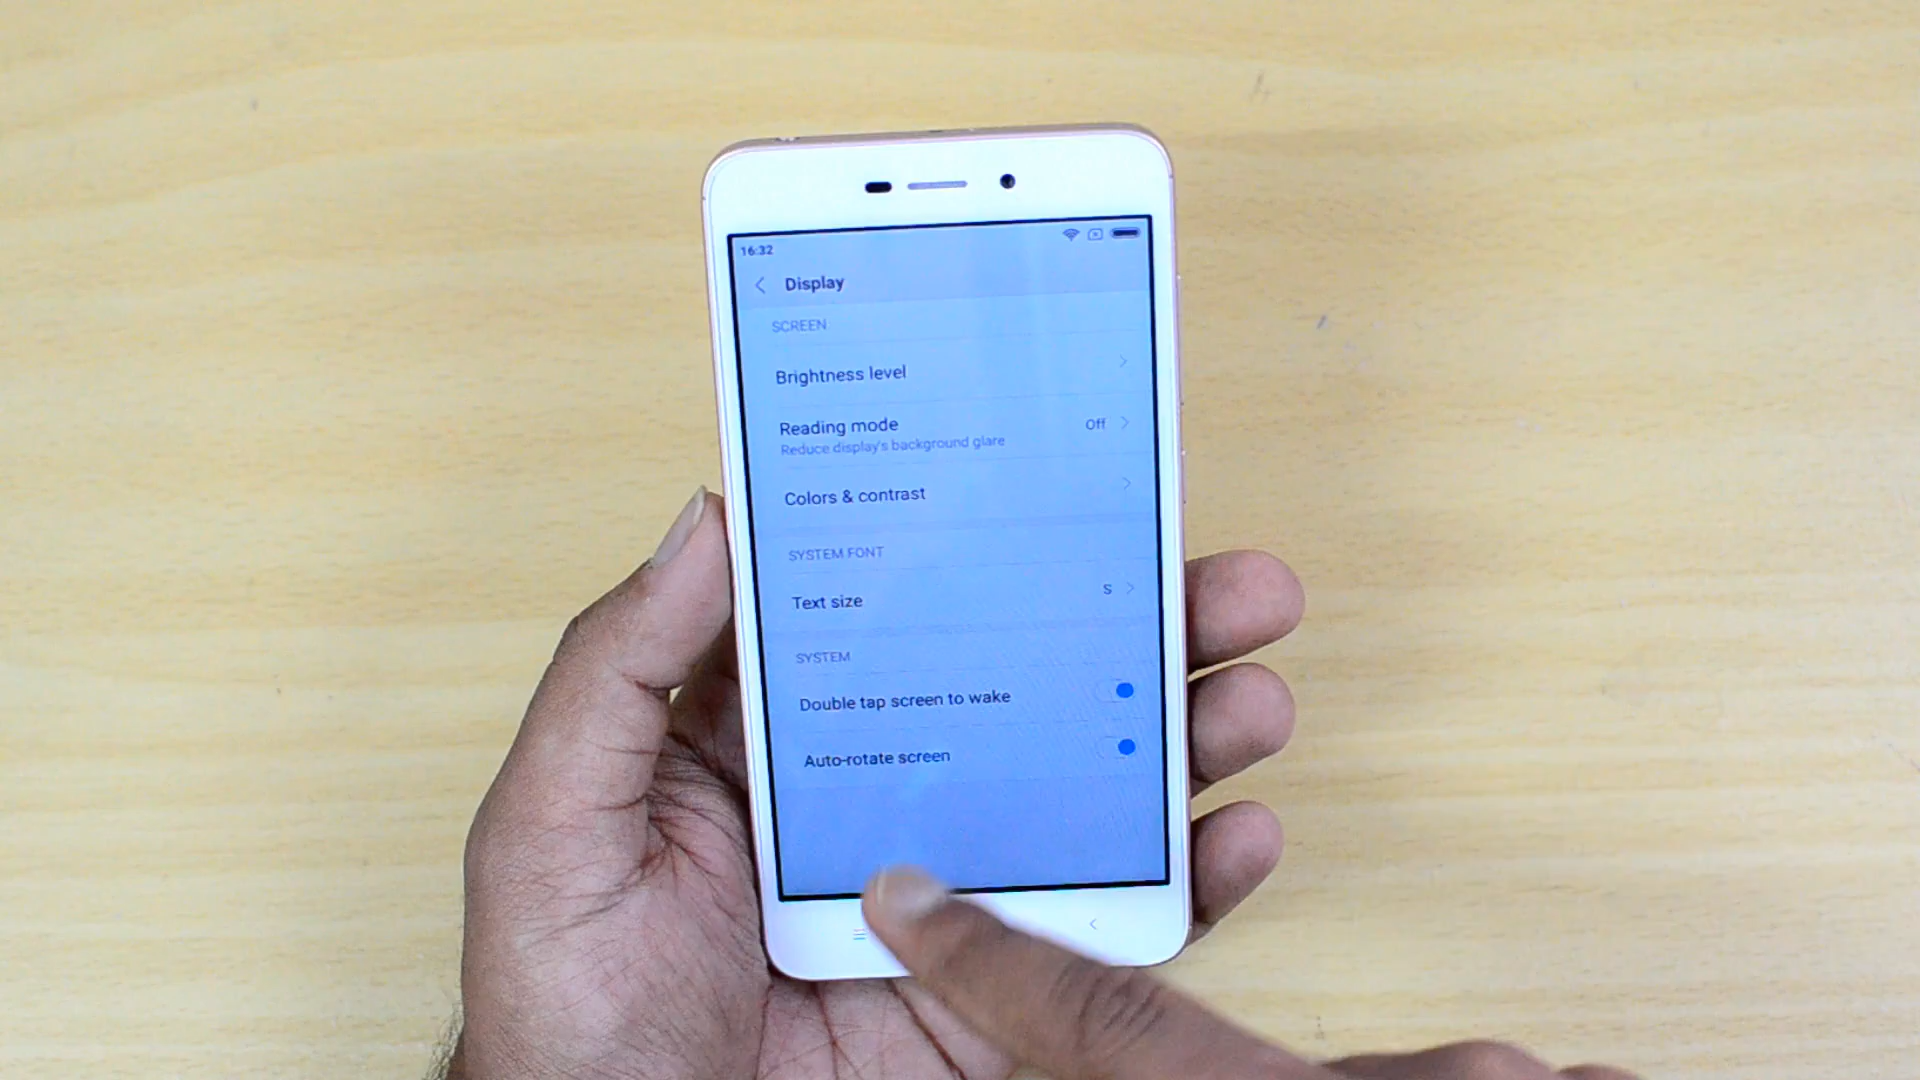 16:32
Display
SCREEN
Brightness level
Reading mode
Off
Reduce display's background glare
Colors & contrast
SYSTEM FONT
Text size
S
SYSTEM
Double tap screen to wake
Auto-rotate screen